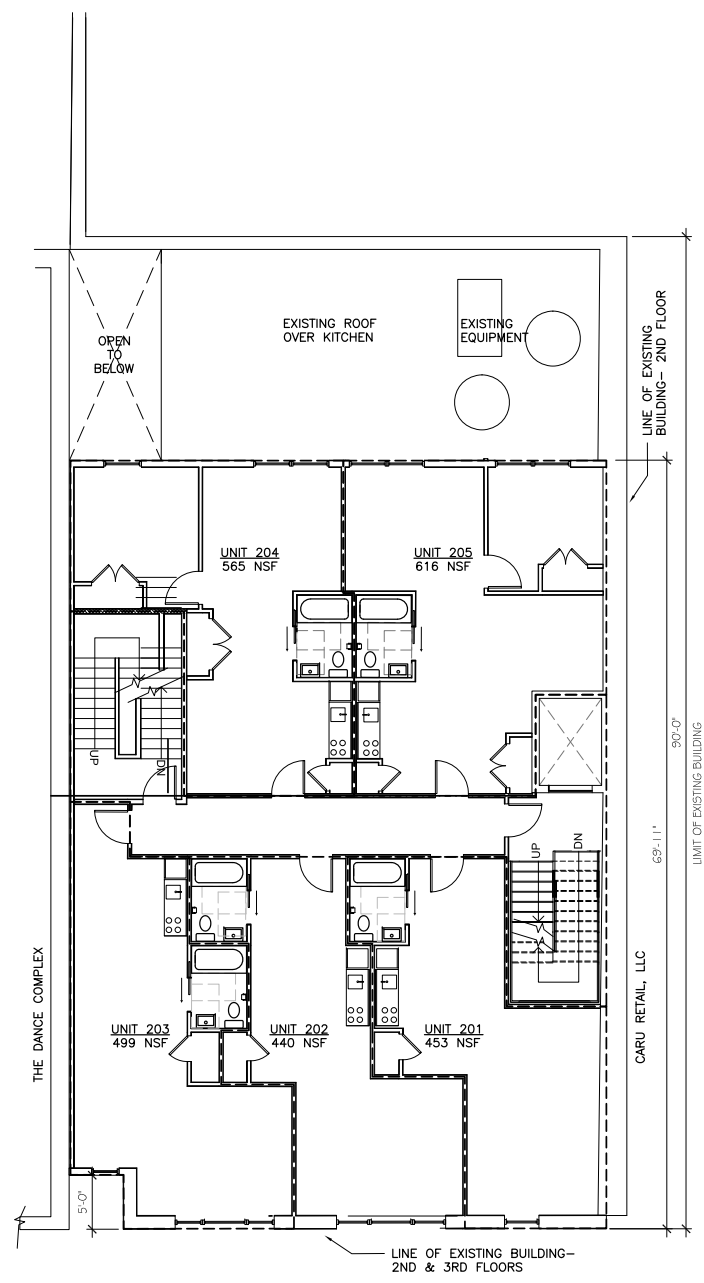 LINE OF EXISTING
BUILDING- 2ND FLOOR
EXISTING ROOF
OVER KITCHEN
EXISTING
EQUIPMENT
OPEN
TO
BELOW
UNIT 204
565 NSF
UNIT 205
616 NSF
UP
DN
UP
DN
90'-0"
LIMIT OF EXISTING BUILDING
69'-11"
THE DANCE COMPLEX
CARU RETAIL, LLC
UNIT 203
499 NSF
UNIT 202
440 NSF
UNIT 201
453 NSF
5'-0"
LINE OF EXISTING BUILDING-
2ND & 3RD FLOORS